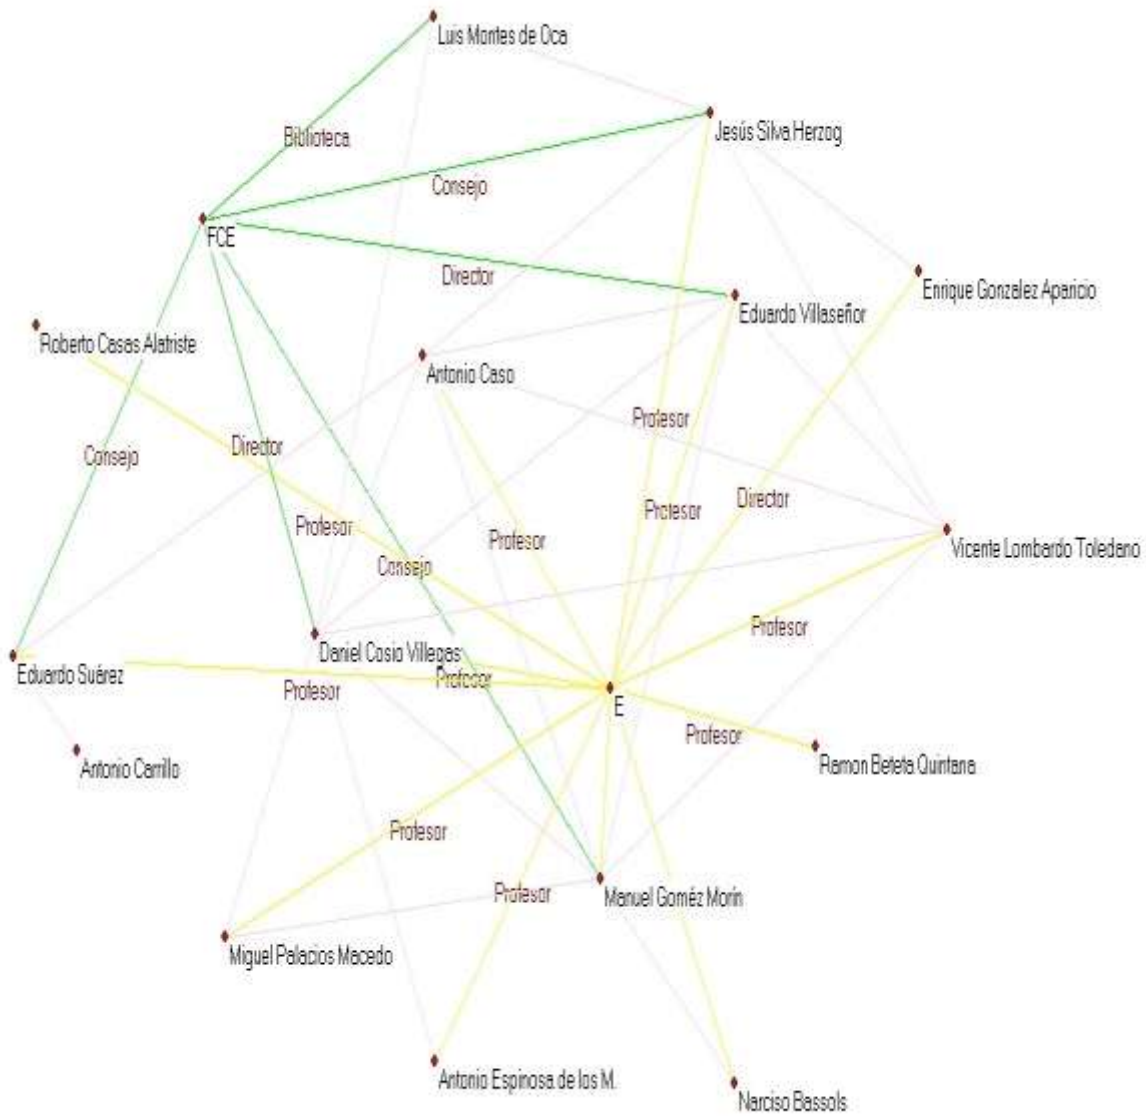 Luis Montes de Oca
Jesús Silva Herzog
Biblioteca
Consejo
FCE
Director
Enrique Gonzalez Aparicio
Eduardo Villaseñor
Roberto Casas Alatriste
Antonio Caso
Profesor
Director
Consejo
Director
Profesor
Profesor
Profesor
Vicente Lombardo Toledano
Consejo
Profesor
Daniel Cosio Villegas
Eduardo Suárez
Profesor
Profesor
E
Profesor
Antonio Carrillo
Ramon Beteta Quintana
Profesor
Profesor
Manuel Goméz Morin
Miguel Palacios Macedo
Antonio Espinosa de los M.
Narciso Bassols